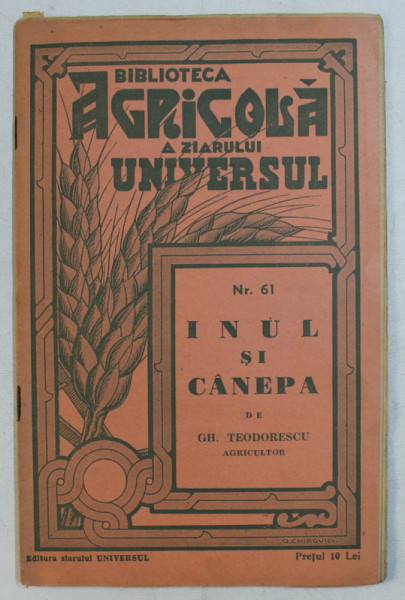 BIBLIOTECA
AGRICOLĂ
A ZIARULUI
UNIVERSUL
Nr. 61
INUL
ȘI
CÂNEPA
DE
GH. TEODORESCU
AGRICULTOR
Editura ziarului UNIVERSUL
Prețul 10 Lei